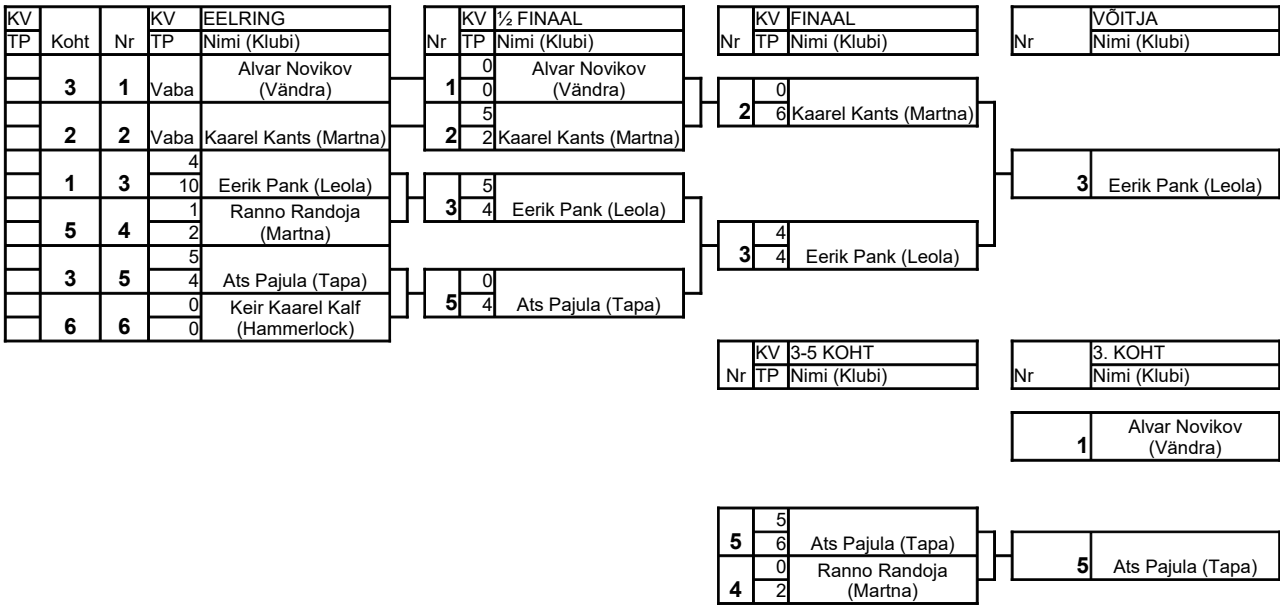 KV KV EELRING KV ½ FINAAL KV FINAAL VÕITJA
TP Koht Nr TP Nimi (Klubi) Nr TP Nimi (Klubi) Nr TP Nimi (Klubi) Nr Nimi (Klubi)
3 1 Vaba Alvar Novikov
(Vändra)
1 0 0 Alvar Novikov
(Vändra)
2 0 6 Kaarel Kants (Martna)
2 2 Vaba Kaarel Kants (Martna)
2 5 2 Kaarel Kants (Martna)
1 3 4 10 Eerik Pank (Leola)
3 5 4 Eerik Pank (Leola)
3 Eerik Pank (Leola)
5 4 1 2 Ranno Randoja
(Martna)
3 4 4 Eerik Pank (Leola)
3 5 5 4 Ats Pajula (Tapa)
5 0 4 Ats Pajula (Tapa)
6 6 0 0 Keir Kaarel Kalf
(Hammerlock)
KV 3-5 KOHT 3. KOHT
Nr TP Nimi (Klubi) Nr Nimi (Klubi)
1 Alvar Novikov
(Vändra)
5 5 6 Ats Pajula (Tapa)
5 Ats Pajula (Tapa)
4 0 2 Ranno Randoja
(Martna)